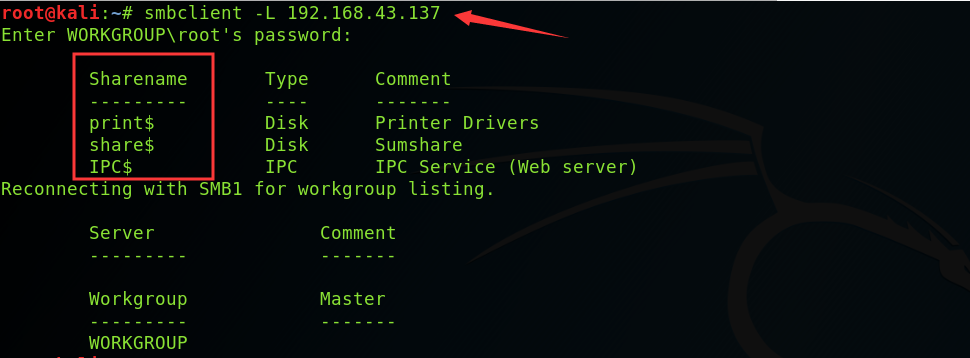 root@kali:~# smbclient -L 192.168.43.137
Enter WORKGROUP\root's password:
Sharename Type Comment
--------- ---- -------
print$ Disk Printer Drivers
share$ Disk Sumshare
IPC$ IPC IPC Service (Web server)
Reconnecting with SMB1 for workgroup listing.
Server Comment
--------- -------
Workgroup Master
--------- -------
WORKGROUP